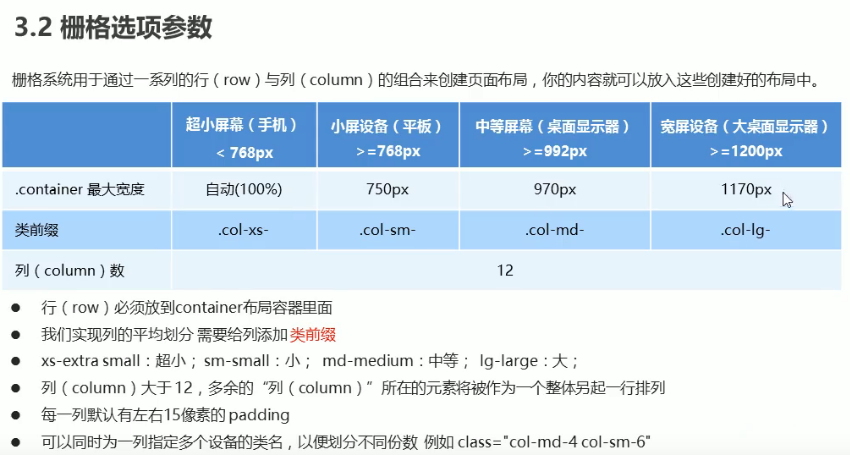 3.2 栅格选项参数
栅格系统用于通过一系列的行（row）与列（column）的组合来创建页面布局，你的内容就可以放入这些创建好的布局中。
超小屏幕（手机） 小屏设备（平板） 中等屏幕（桌面显示器） 宽屏设备（大桌面显示器）
< 768px >=768px >=992px >=1200px
.container 最大宽度 自动(100%) 750px 970px 1170px
类前缀 .col-xs- .col-sm- .col-md- .col-lg-
列（column）数 12
● 行（row）必须放到container布局容器里面
● 我们实现列的平均划分 需要给列添加 类前缀
● xs-extra small：超小； sm-small：小； md-medium：中等； lg-large：大；
● 列（column）大于 12，多余的“列（column）”所在的元素将被作为一个整体另起一行排列
● 每一列默认有左右15像素的 padding
● 可以同时为一列指定多个设备的类名，以便划分不同份数 例如 class="col-md-4 col-sm-6"